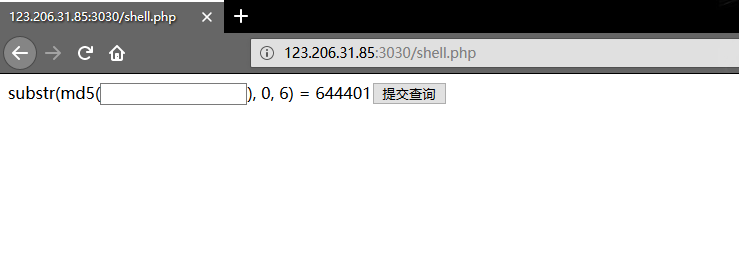 123.206.31.85:3030/shell.php
123.206.31.85:3030/shell.php
substr(md5( ), 0, 6) = 644401 提交查询